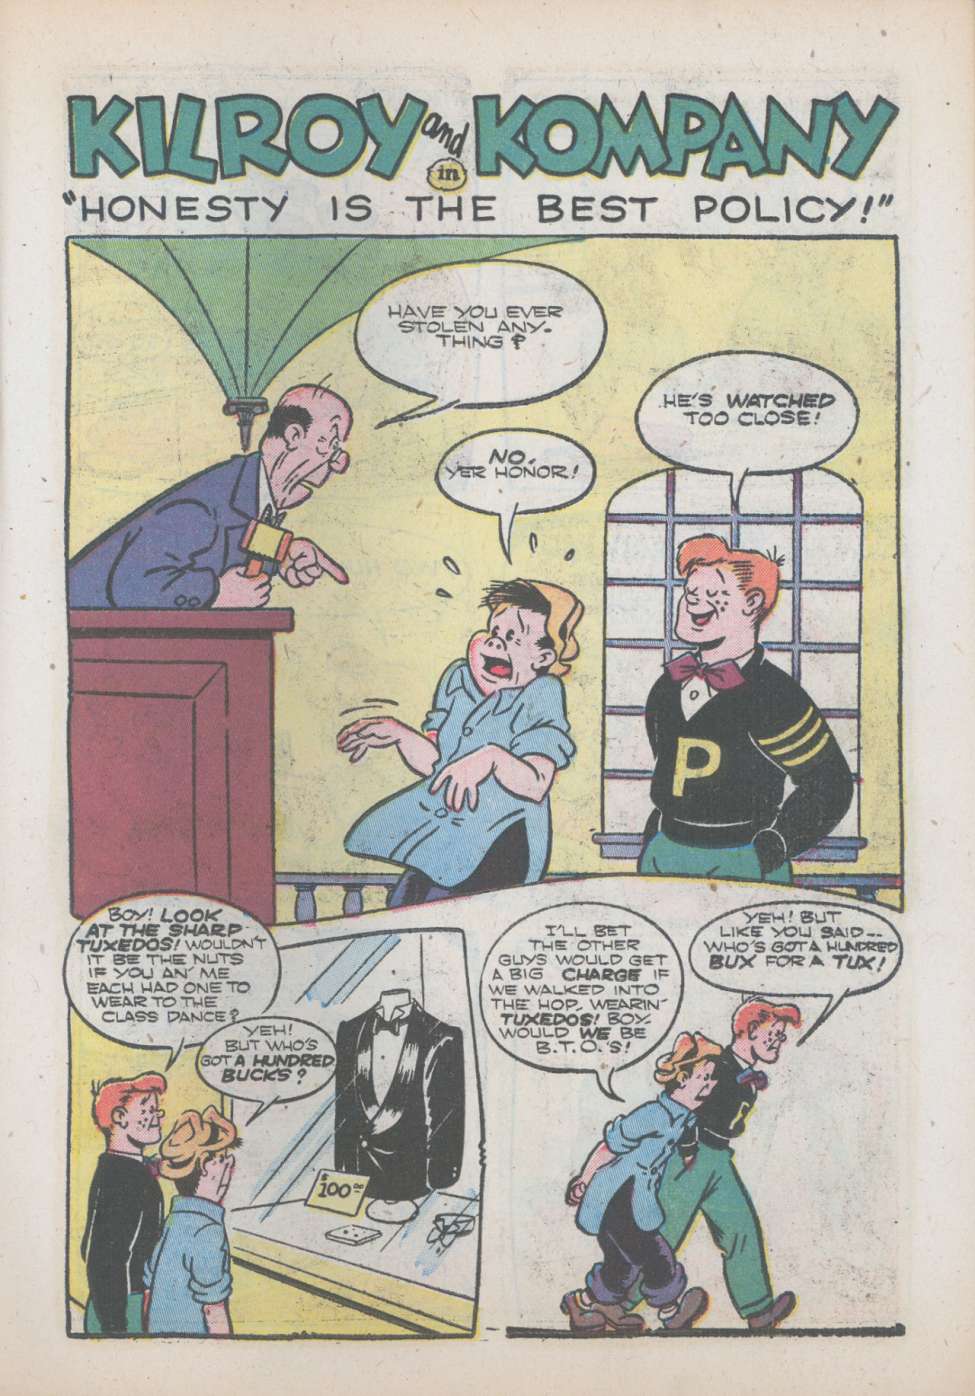 KILROY and KOMPANY
in
"HONESTY IS THE BEST POLICY!"
HAVE YOU EVER
STOLEN ANY-
THING?
HE'S WATCHED
TOO CLOSE!
NO,
YER HONOR!
P
BOY! LOOK
AT THE SHARP
TUXEDOS! WOULDN'T
IT BE THE NUTS
IF YOU AN' ME
EACH HAD ONE TO
WEAR TO THE
CLASS DANCE?
YEH!
BUT WHO'S
GOT A HUNDRED
BUCKS?
$100.00
I'LL BET
THE OTHER
GUYS WOULD GET
A BIG CHARGE IF
WE WALKED INTO
THE HOP, WEARIN'
TUXEDOS! BOY-
WOULD WE BE
B.T.O.'S!
YEH! BUT
LIKE YOU SAID--
WHO'S GOT A HUNDRED
BUX FOR A TUX!
P